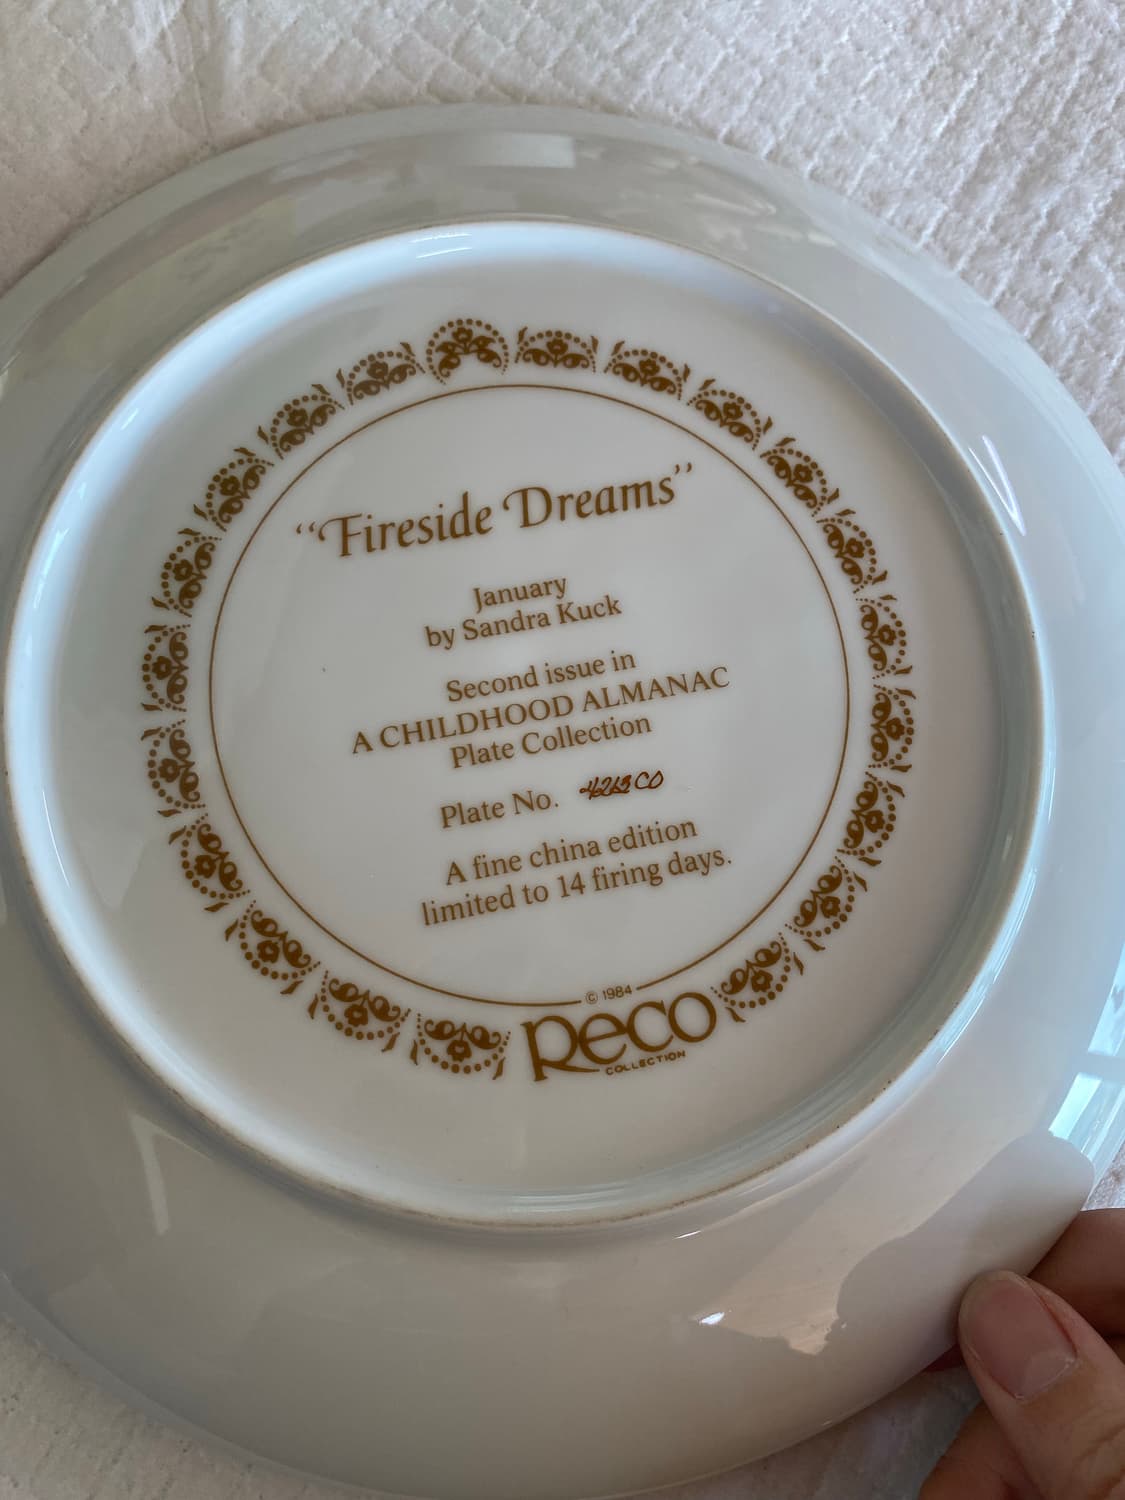 “Fireside Dreams”
January
by Sandra Kuck
Second issue in
A CHILDHOOD ALMANAC
Plate Collection
Plate No.
A fine china edition
limited to 14 firing days.
© 1984
RECO
COLLECTION